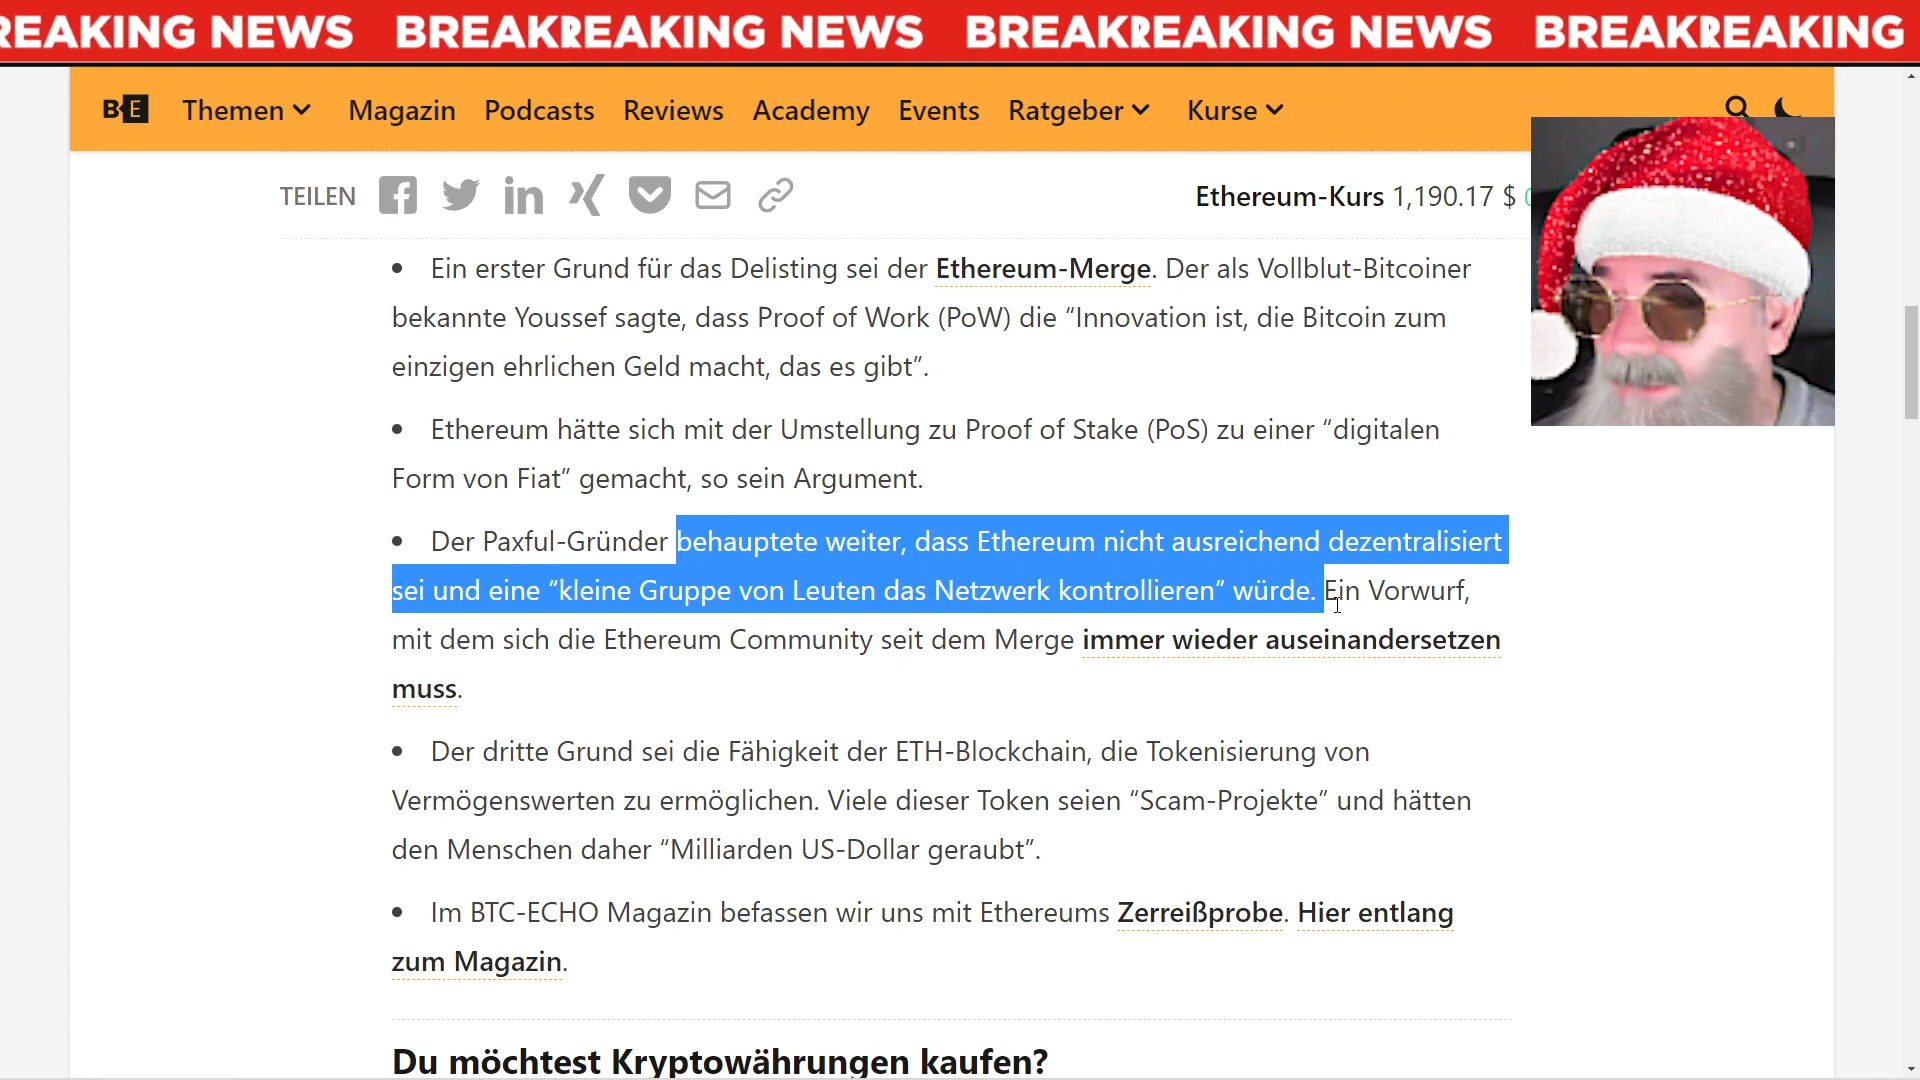 REAKING NEWS BREAKREAKING NEWS BREAKREAKING NEWS BREAKREAKING
B E Themen Magazin Podcasts Reviews Academy Events Ratgeber Kurse
TEILEN Ethereum-Kurs 1,190.17 $
• Ein erster Grund für das Delisting sei der Ethereum-Merge. Der als Vollblut-Bitcoiner
bekannte Youssef sagte, dass Proof of Work (PoW) die “Innovation ist, die Bitcoin zum
einzigen ehrlichen Geld macht, das es gibt”.
• Ethereum hätte sich mit der Umstellung zu Proof of Stake (PoS) zu einer “digitalen
Form von Fiat” gemacht, so sein Argument.
• Der Paxful-Gründer behauptete weiter, dass Ethereum nicht ausreichend dezentralisiert
sei und eine “kleine Gruppe von Leuten das Netzwerk kontrollieren” würde. Ein Vorwurf,
mit dem sich die Ethereum Community seit dem Merge immer wieder auseinandersetzen
muss.
• Der dritte Grund sei die Fähigkeit der ETH-Blockchain, die Tokenisierung von
Vermögenswerten zu ermöglichen. Viele dieser Token seien “Scam-Projekte” und hätten
den Menschen daher “Milliarden US-Dollar geraubt”.
• Im BTC-ECHO Magazin befassen wir uns mit Ethereums Zerreißprobe. Hier entlang
zum Magazin.
Du möchtest Kryptowährungen kaufen?